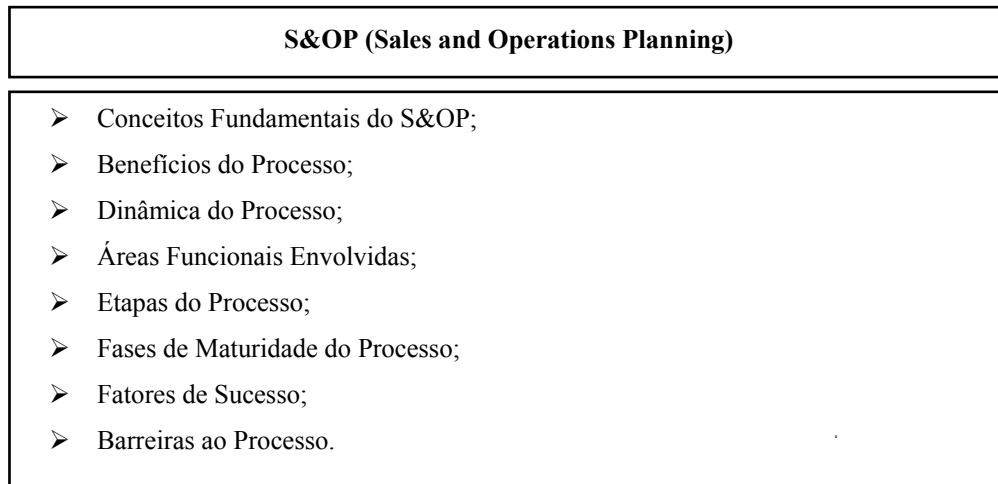 S&OP (Sales and Operations Planning)
➢ Conceitos Fundamentais do S&OP;
➢ Benefícios do Processo;
➢ Dinâmica do Processo;
➢ Áreas Funcionais Envolvidas;
➢ Etapas do Processo;
➢ Fases de Maturidade do Processo;
➢ Fatores de Sucesso;
➢ Barreiras ao Processo.